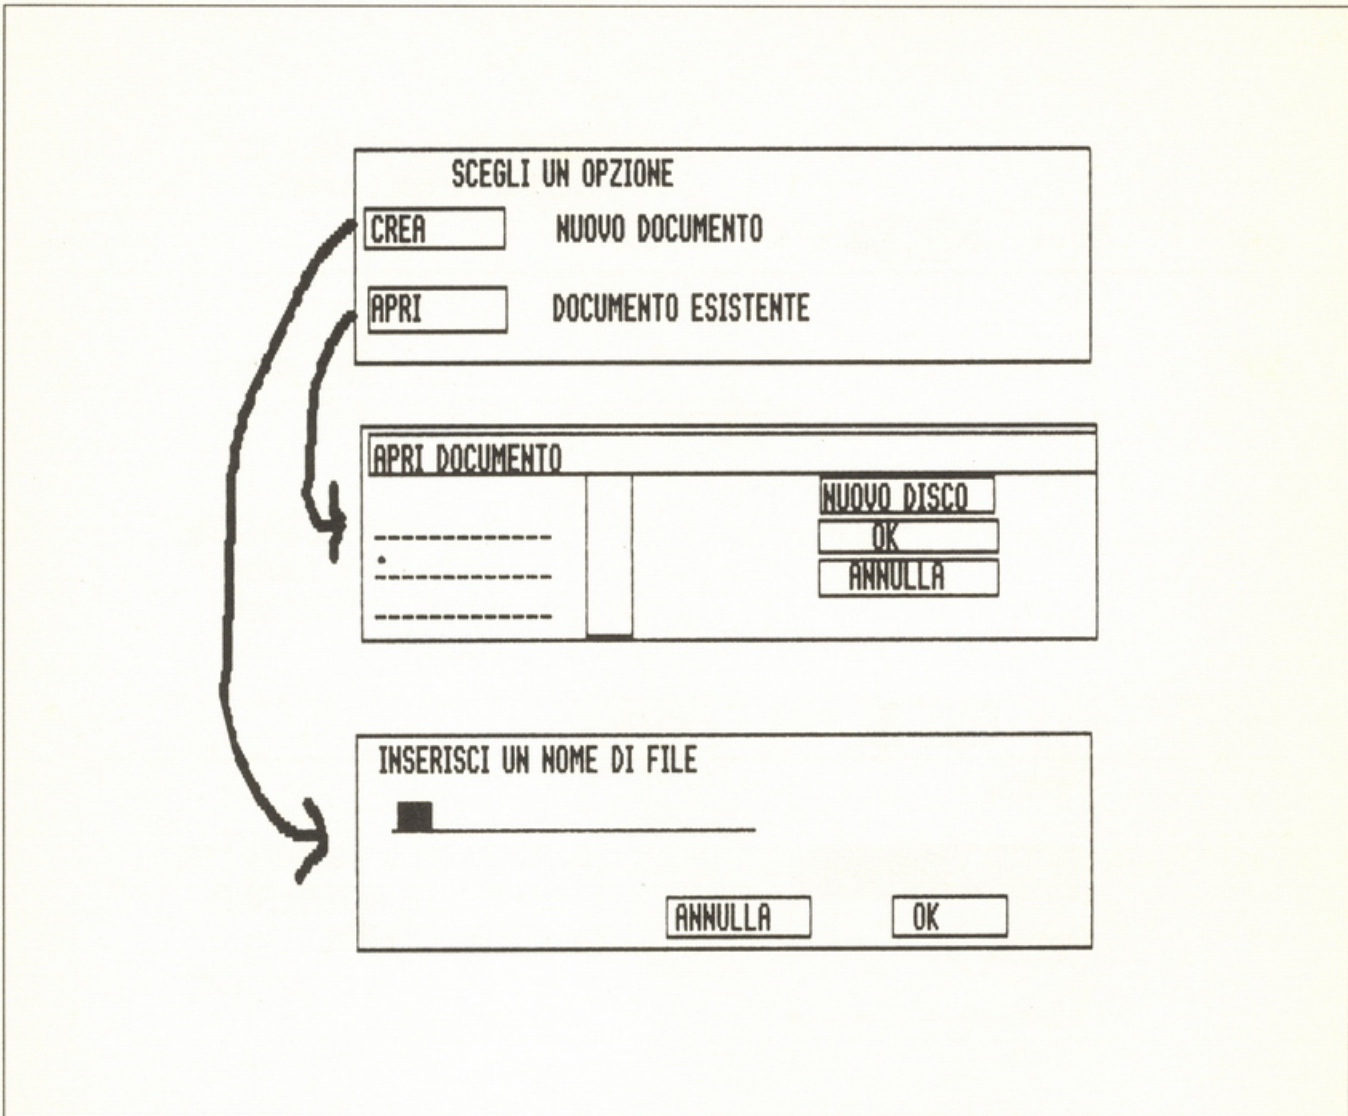 SCEGLI UN OPZIONE
CREA NUOVO DOCUMENTO
APRI DOCUMENTO ESISTENTE
APRI DOCUMENTO
NUOVO DISCO
OK
ANNULLA
INSERISCI UN NOME DI FILE
ANNULLA OK